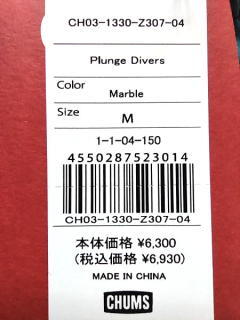 CH03-1330-Z307-04
Plunge Divers
Color
Marble
Size
M
1-1-04-150
4550287523014
CH03-1330-Z307-04
本体価格 ¥6,300
(税込価格 ¥6,930)
MADE IN CHINA
CHUMS